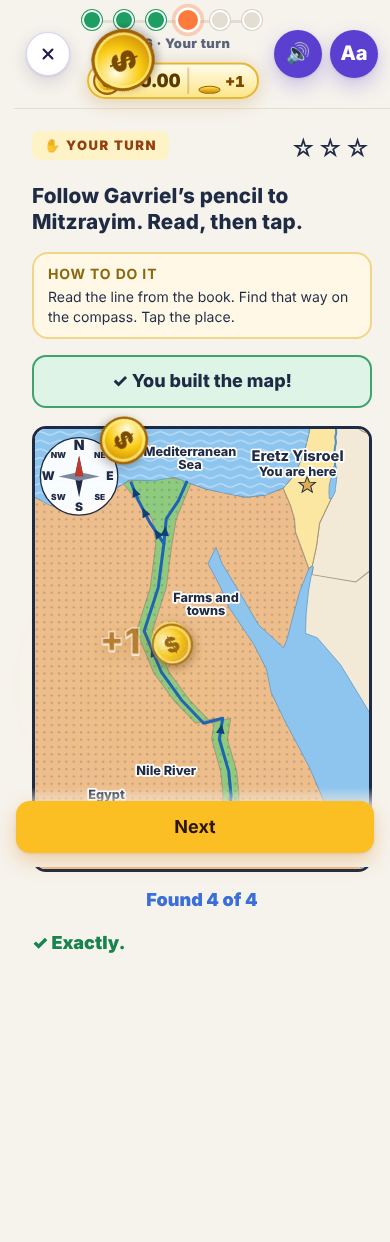 · Your turn
.00
+1
Aa
YOUR TURN
Follow Gavriel's pencil to
Mitzrayim. Read, then tap.
HOW TO DO IT
Read the line from the book. Find that way on
the compass. Tap the place.
✓ You built the map!
N
NW
NE
W
E
SW
SE
S
Mediterranean
Sea
Eretz Yisroel
You are here
Farms and
towns
+1
Nile River
Egypt
Next
Found 4 of 4
✓ Exactly.